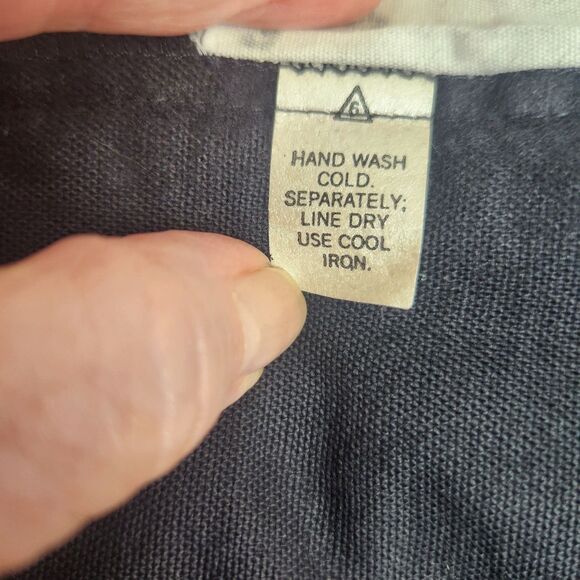 6
HAND WASH
COLD.
SEPARATELY;
LINE DRY
USE COOL
IRON.